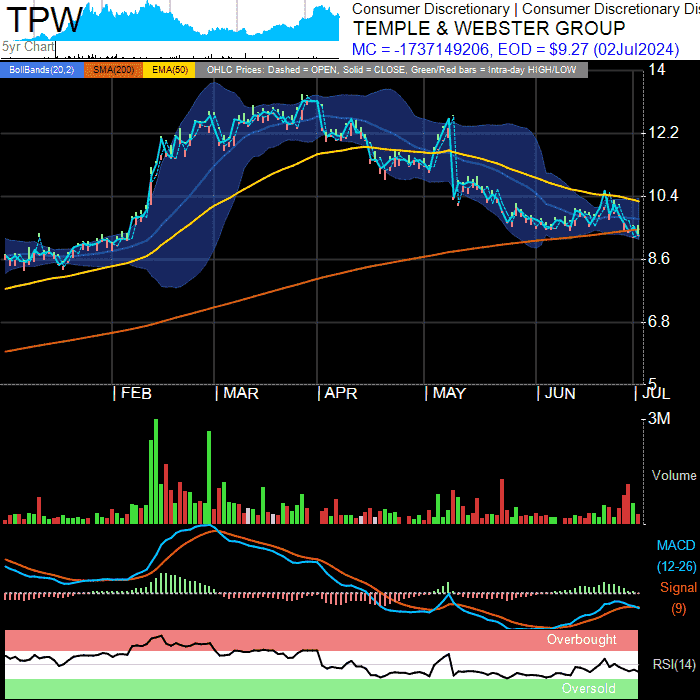 TPW
5yr Chart
Consumer Discretionary | Consumer Discretionary Dis
TEMPLE & WEBSTER GROUP
MC = -1737149206, EOD = $9.27 (02Jul2024)
BollBands(20,2) SMA(200) EMA(50) OHLC Prices: Dashed = OPEN, Solid = CLOSE, Green/Red bars = Intra-day HIGH/LOW
14
12.2
10.4
8.6
6.8
5
FEB MAR APR MAY JUN JUL
3M
Volume
MACD
(12-26)
Signal
(9)
Overbought
RSI(14)
Oversold